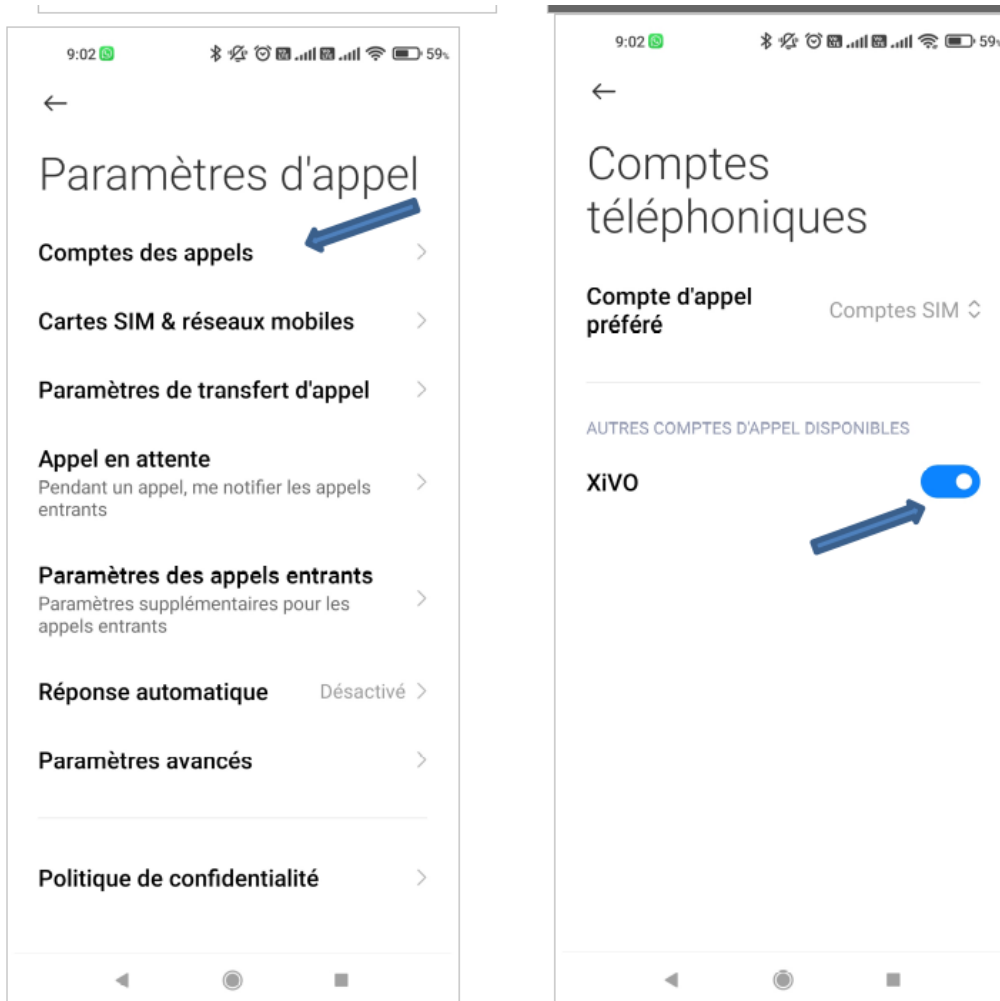 9:02
59%
Paramètres d'appel
Comptes des appels
Cartes SIM & réseaux mobiles
Paramètres de transfert d'appel
Appel en attente
Pendant un appel, me notifier les appels
entrants
Paramètres des appels entrants
Paramètres supplémentaires pour les
appels entrants
Réponse automatique Désactivé
Paramètres avancés
Politique de confidentialité
9:02
59
Comptes
téléphoniques
Compte d'appel
préféré
Comptes SIM
AUTRES COMPTES D'APPEL DISPONIBLES
XiVO